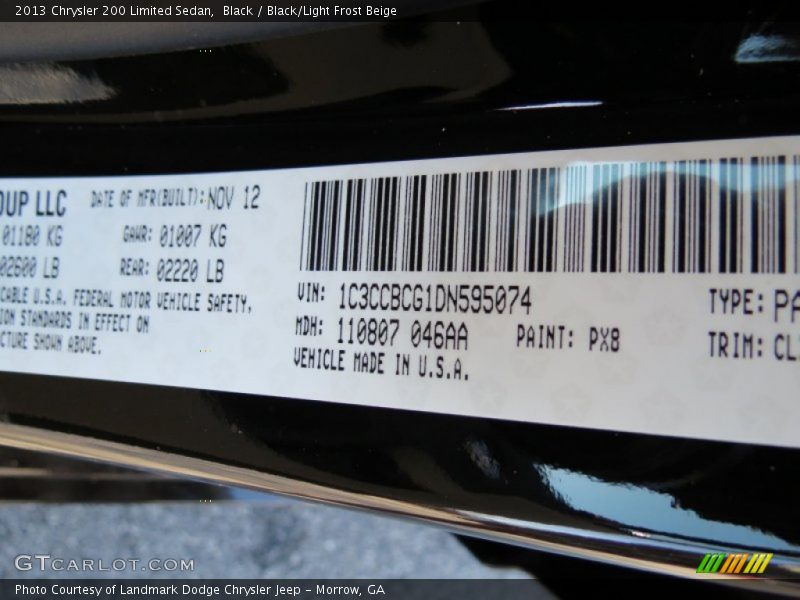 2013 Chrysler 200 Limited Sedan,  Black / Black/Light Frost Beige
OUP LLC DATE OF MFR(BUILT): NOV 12
01180 KG GAWR: 01007 KG
02600 LB REAR: 02220 LB
CABLE U.S.A. FEDERAL MOTOR VEHICLE SAFETY,
ION STANDARDS IN EFFECT ON
CTURE SHOWN ABOVE.
VIN: 1C3CCBCG1DN595074 TYPE: PA
MDH: 110807 046AA PAINT: PX8 TRIM: CL
VEHICLE MADE IN U.S.A.
GTCARLOT.COM
Photo Courtesy of Landmark Dodge Chrysler Jeep – Morrow, GA